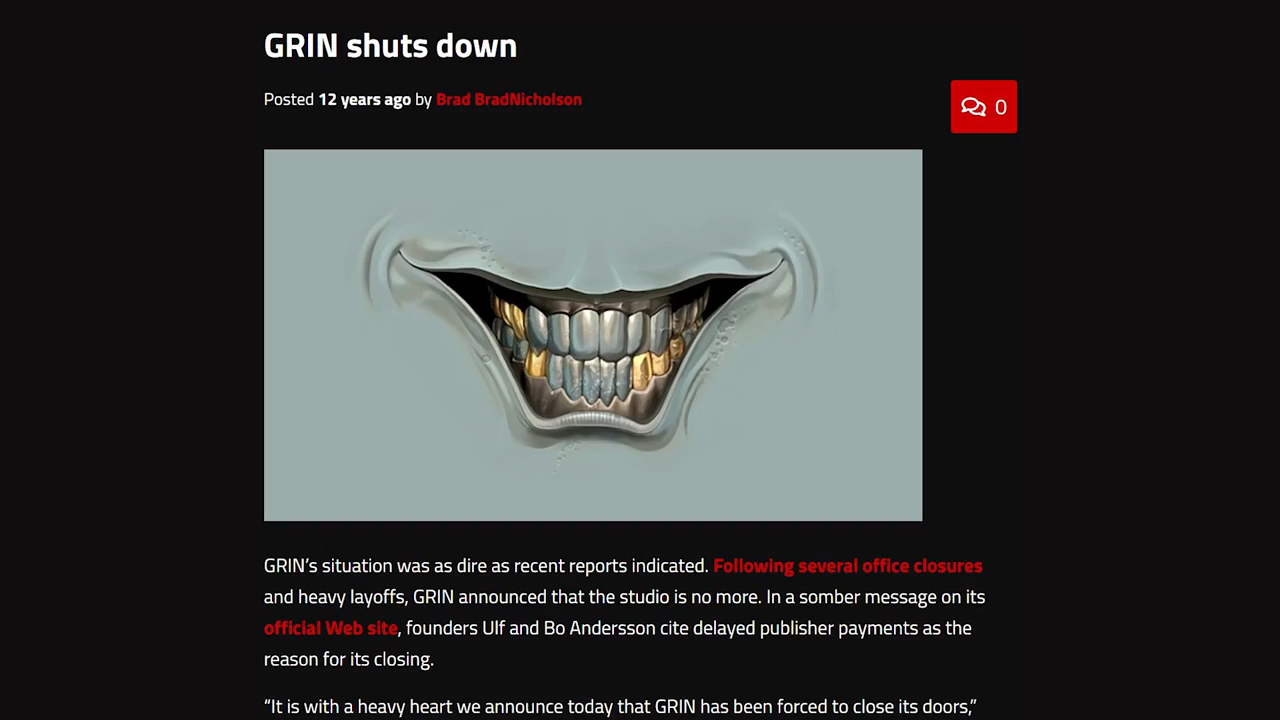 GRIN shuts down
Posted 12 years ago by Brad BradNicholson
0
GRIN’s situation was as dire as recent reports indicated. Following several office closures
and heavy layoffs, GRIN announced that the studio is no more. In a somber message on its
official Web site, founders Ulf and Bo Andersson cite delayed publisher payments as the
reason for its closing.
“It is with a heavy heart we announce today that GRIN has been forced to close its doors,”